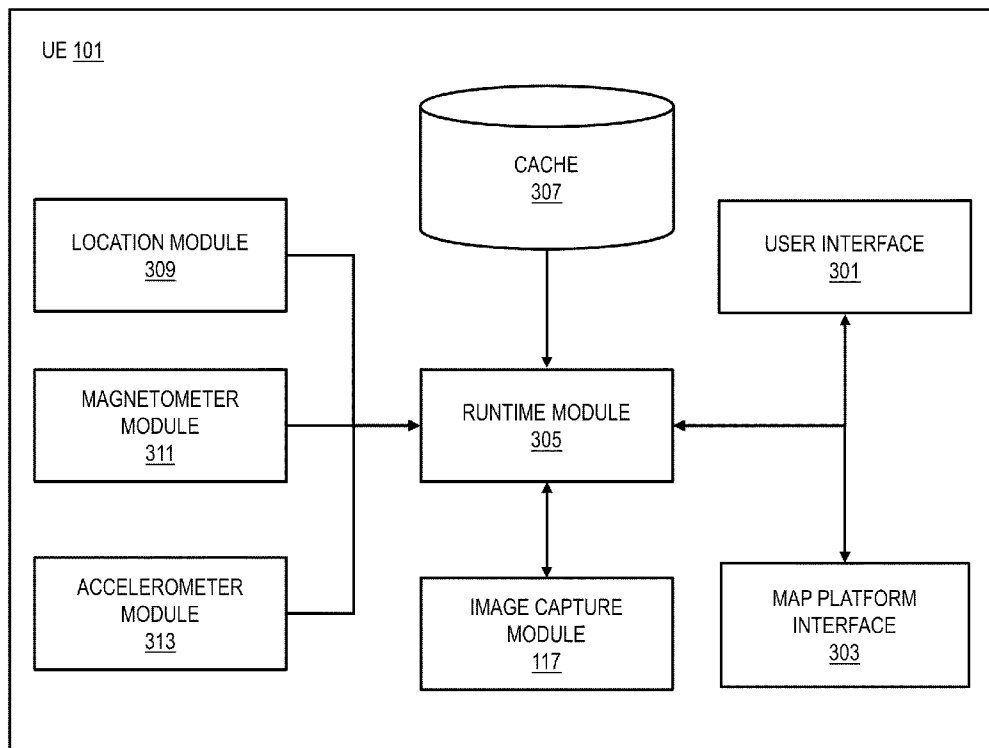 UE 101
CACHE
307
LOCATION MODULE
309
USER INTERFACE
301
MAGNETOMETER
MODULE
311
RUNTIME MODULE
305
ACCELEROMETER
MODULE
313
IMAGE CAPTURE
MODULE
117
MAP PLATFORM
INTERFACE
303